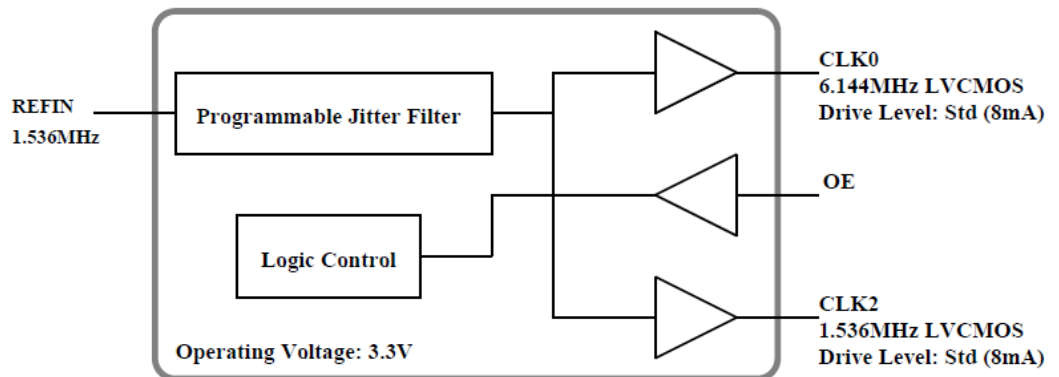 REFIN
1.536MHz
Programmable Jitter Filter
Logic Control
Operating Voltage: 3.3V
CLK0
6.144MHz LVCMOS
Drive Level: Std (8mA)
OE
CLK2
1.536MHz LVCMOS
Drive Level: Std (8mA)